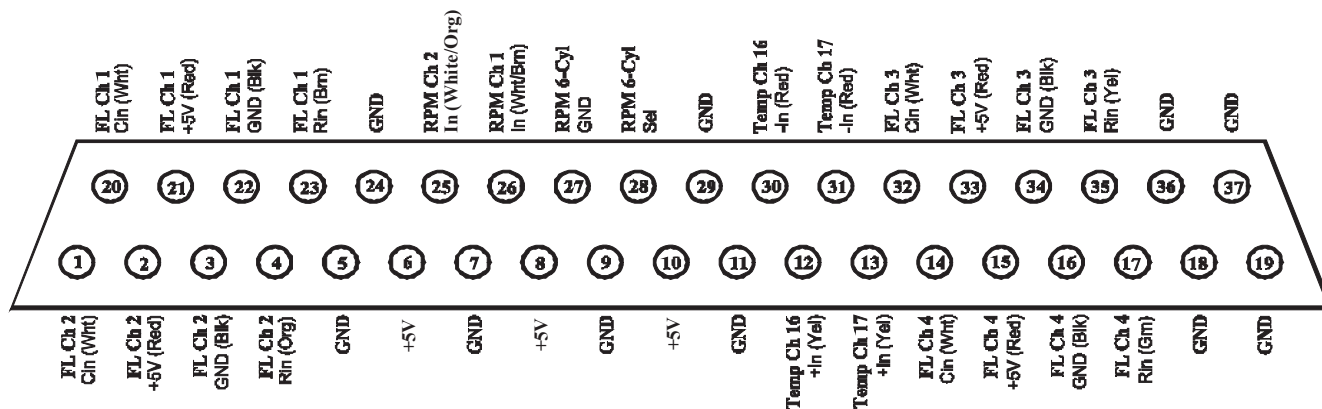 FL Ch 1
CIn (Wht)
FL Ch 1
+5V (Red)
FL Ch 1
GND (Blk)
FL Ch 1
RIn (Brn)
GND
RPM Ch 2
In (White/Org)
RPM Ch 1
In (Wht/Brn)
RPM 6-Cyl
GND
RPM 6-Cyl
Sel
GND
Temp Ch 16
-In (Red)
Temp Ch 17
-In (Red)
FL Ch 3
CIn (Wht)
FL Ch 3
+5V (Red)
FL Ch 3
GND (Blk)
FL Ch 3
RIn (Yel)
GND
GND
20 21 22 23 24 25 26 27 28 29 30 31 32 33 34 35 36 37
1 2 3 4 5 6 7 8 9 10 11 12 13 14 15 16 17 18 19
FL Ch 2
CIn (Wht)
FL Ch 2
+5V (Red)
FL Ch 2
GND (Blk)
FL Ch 2
RIn (Org)
GND
+5V
GND
+5V
GND
+5V
GND
Temp Ch 16
+In (Yel)
Temp Ch 17
+In (Yel)
FL Ch 4
CIn (Wht)
FL Ch 4
+5V (Red)
FL Ch 4
GND (Blk)
FL Ch 4
RIn (Grn)
GND
GND